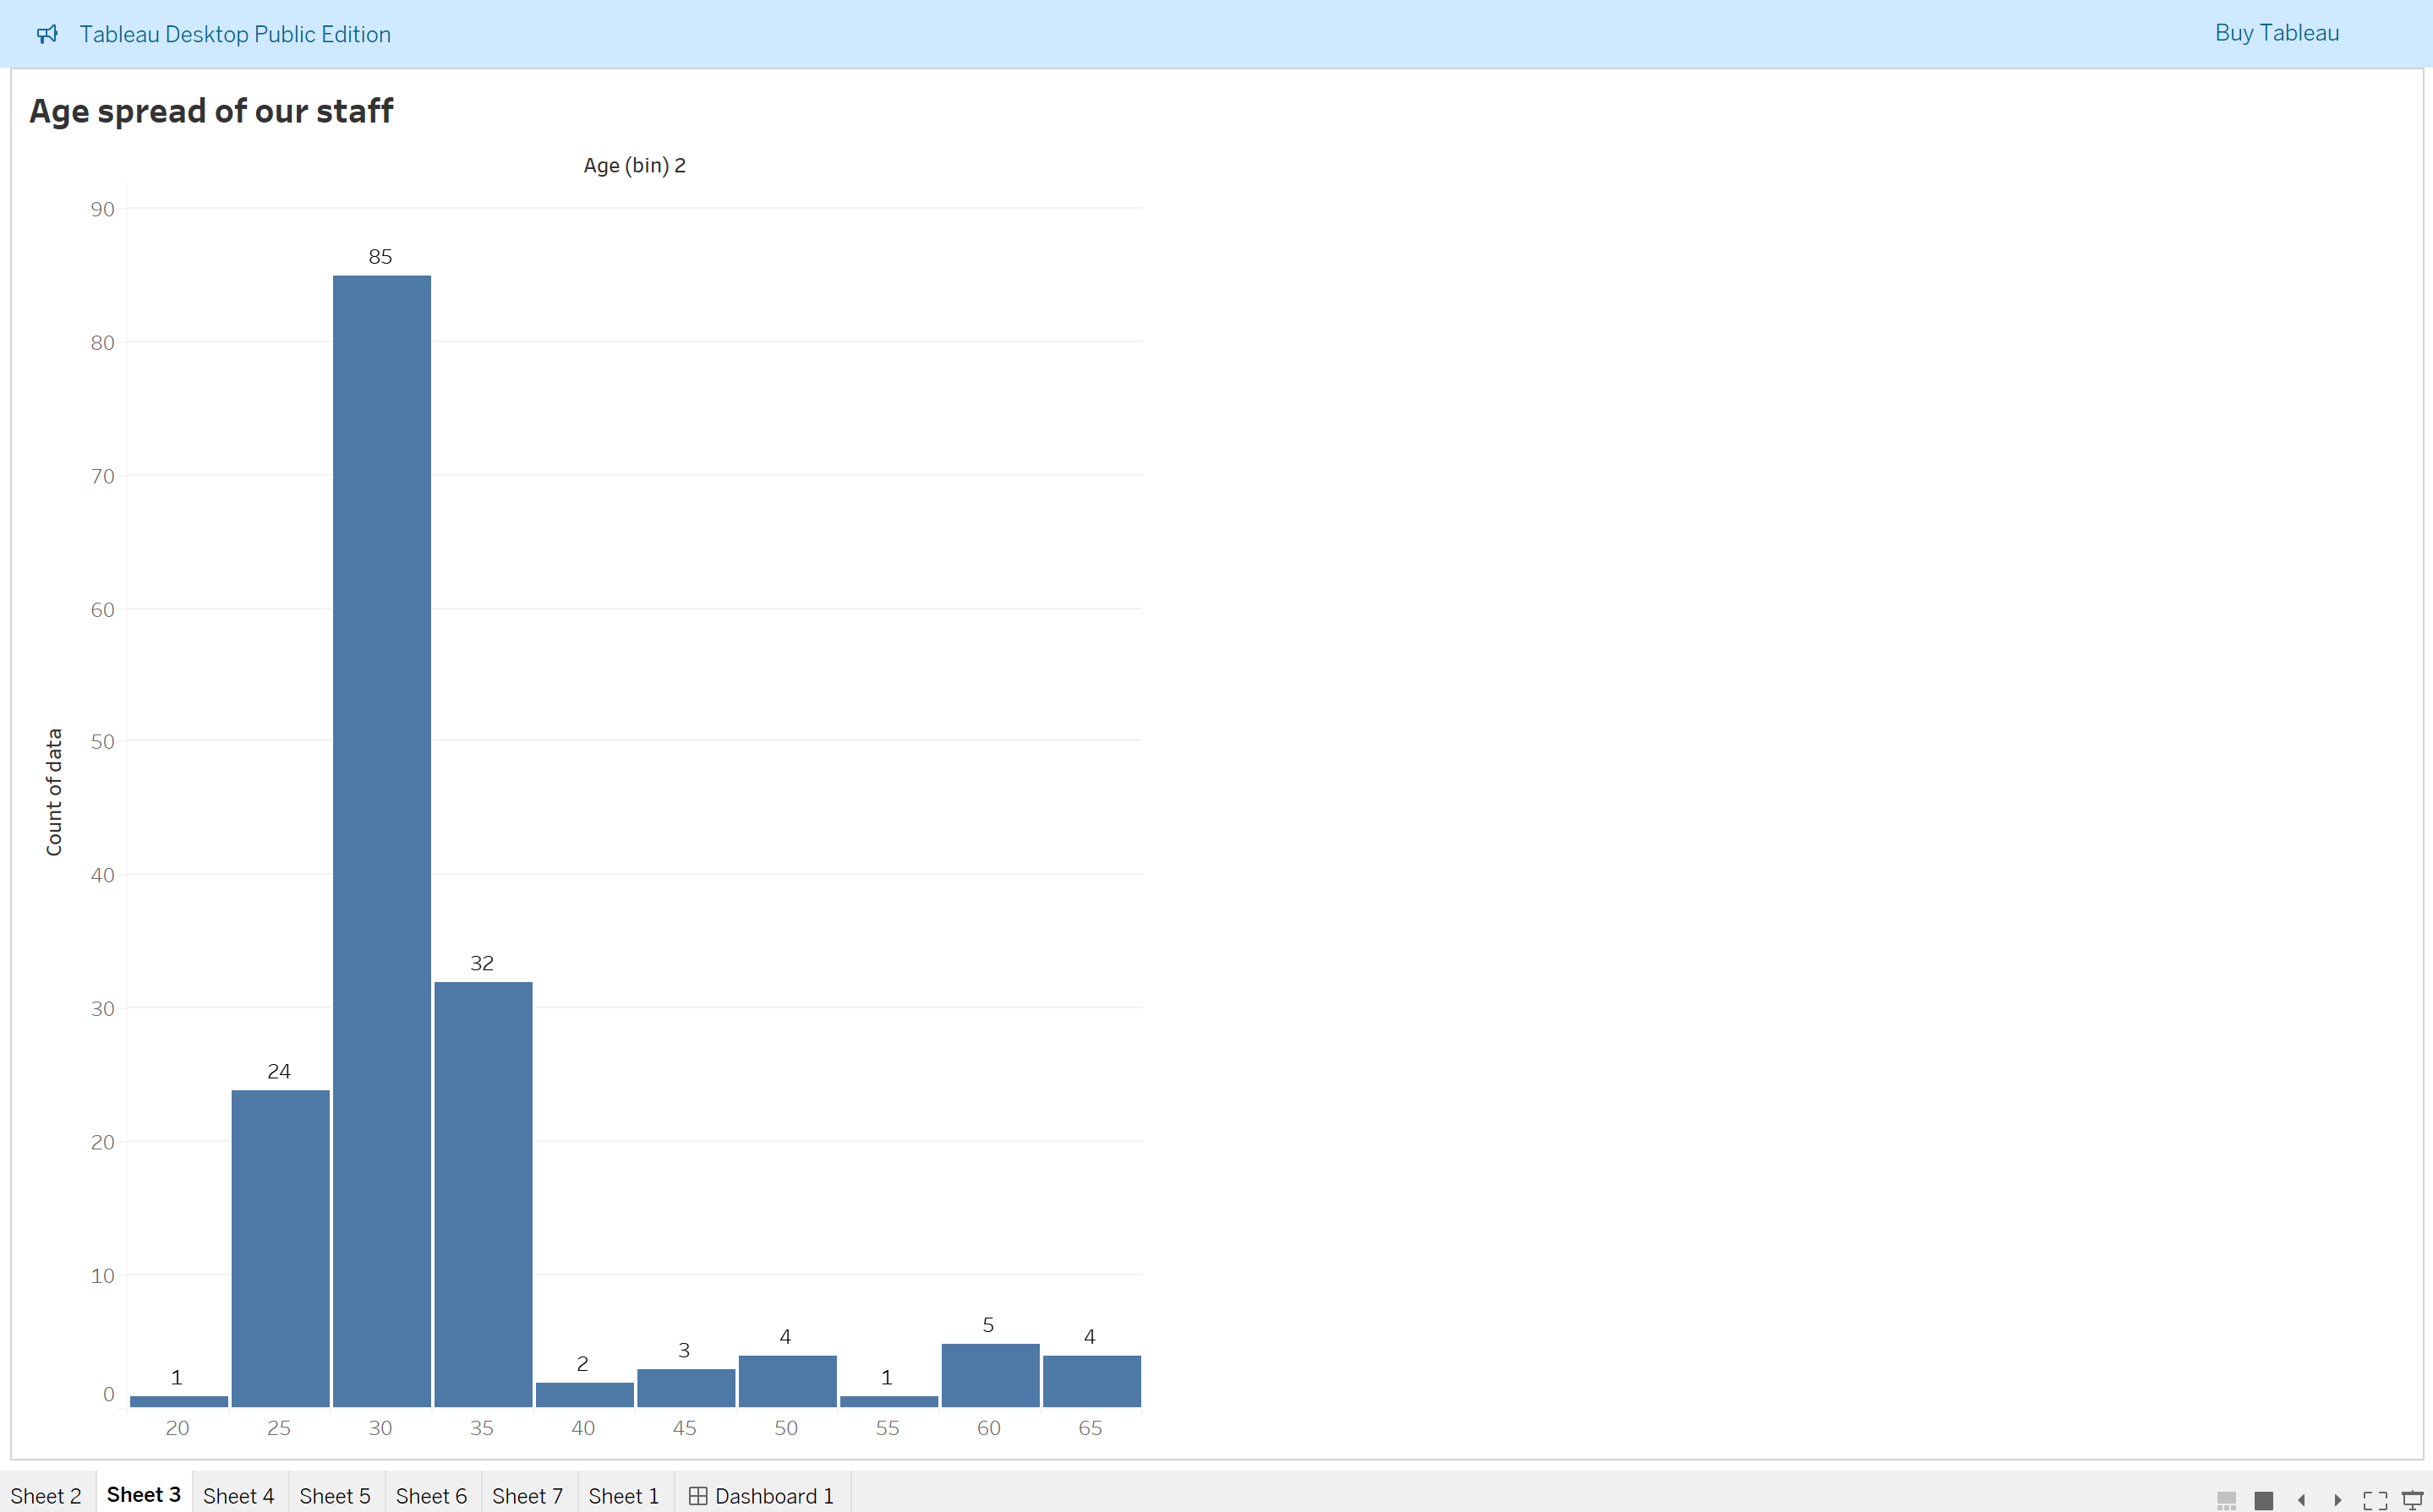 Tableau Desktop Public Edition
Buy Tableau
Age spread of our staff
Age (bin) 2
90
80
70
60
50
40
30
20
10
0
Count of data
1
24
85
32
2
3
4
1
5
4
20 25 30 35 40 45 50 55 60 65
Sheet 2 Sheet 3 Sheet 4 Sheet 5 Sheet 6 Sheet 7 Sheet 1 Dashboard 1